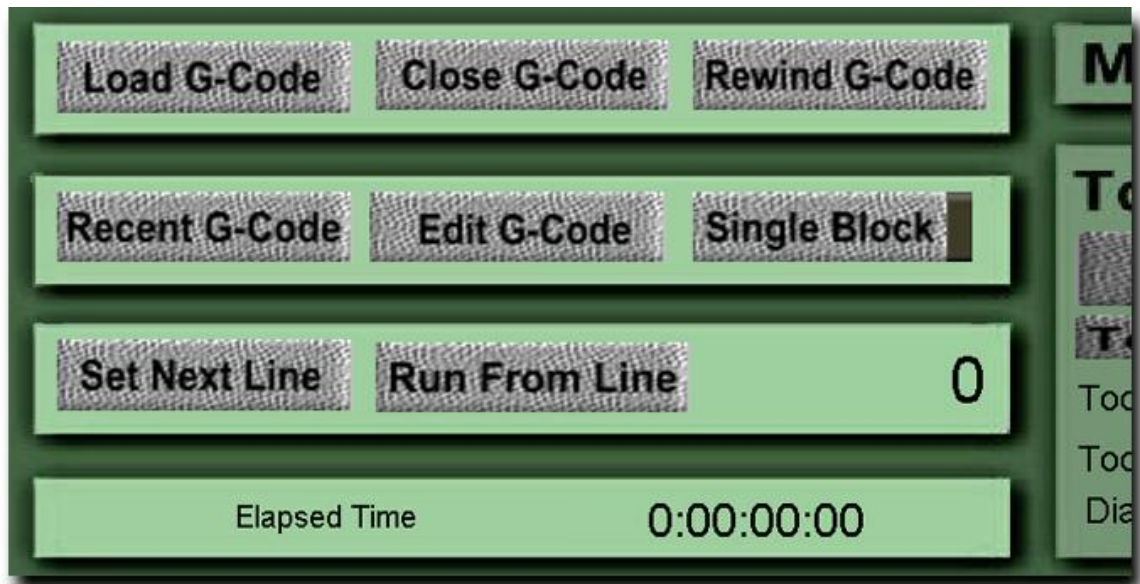 Load G-Code Close G-Code Rewind G-Code
Recent G-Code Edit G-Code Single Block
Set Next Line Run From Line 0
Elapsed Time 0:00:00:00